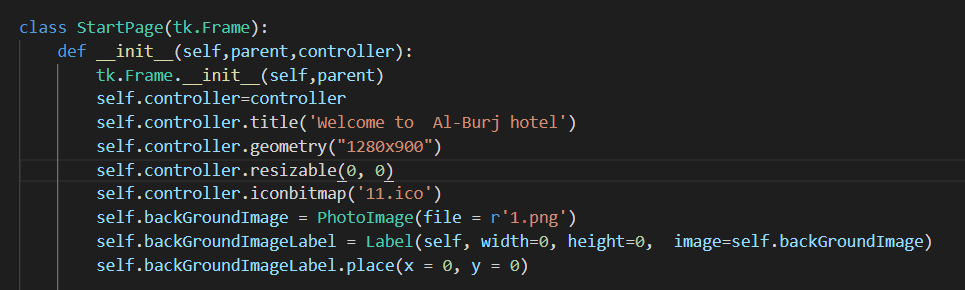 class StartPage(tk.Frame):
    def __init__(self,parent,controller):
        tk.Frame.__init__(self,parent)
        self.controller=controller
        self.controller.title('Welcome to  Al-Burj hotel')
        self.controller.geometry("1280x900")
        self.controller.resizable(0, 0)
        self.controller.iconbitmap('11.ico')
        self.backGroundImage = PhotoImage(file = r'1.png')
        self.backGroundImageLabel = Label(self, width=0, height=0,  image=self.backGroundImage)
        self.backGroundImageLabel.place(x = 0, y = 0)